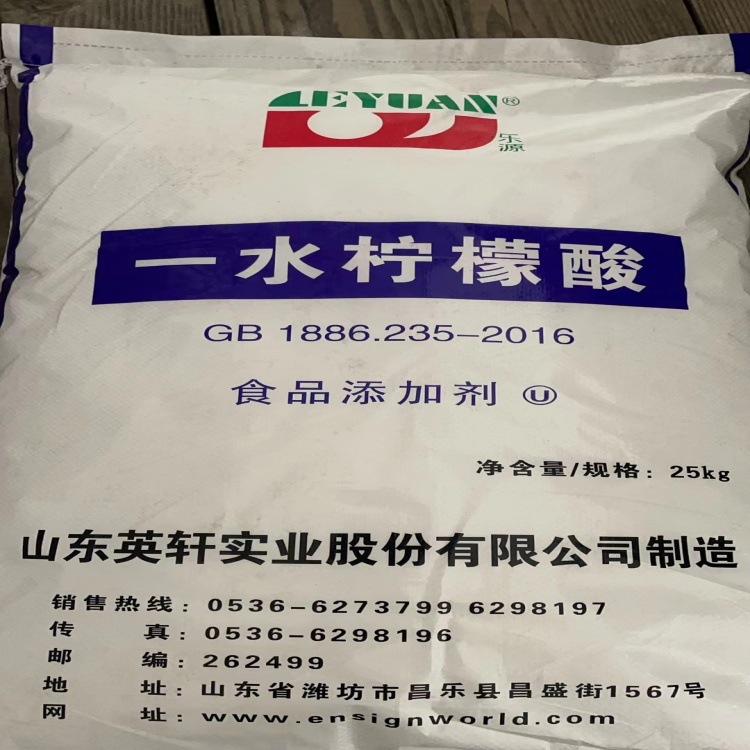 LEYUAN®
乐源
一水柠檬酸
GB 1886.235-2016
食品添加剂 Ⓤ
净含量/规格：25kg
山东英轩实业股份有限公司制造
销售热线：0536-6273799 6298197
传 真：0536-6298196
邮 编：262499
地 址：山东省潍坊市昌乐县昌盛街1567号
网 址：www.ensignworld.com